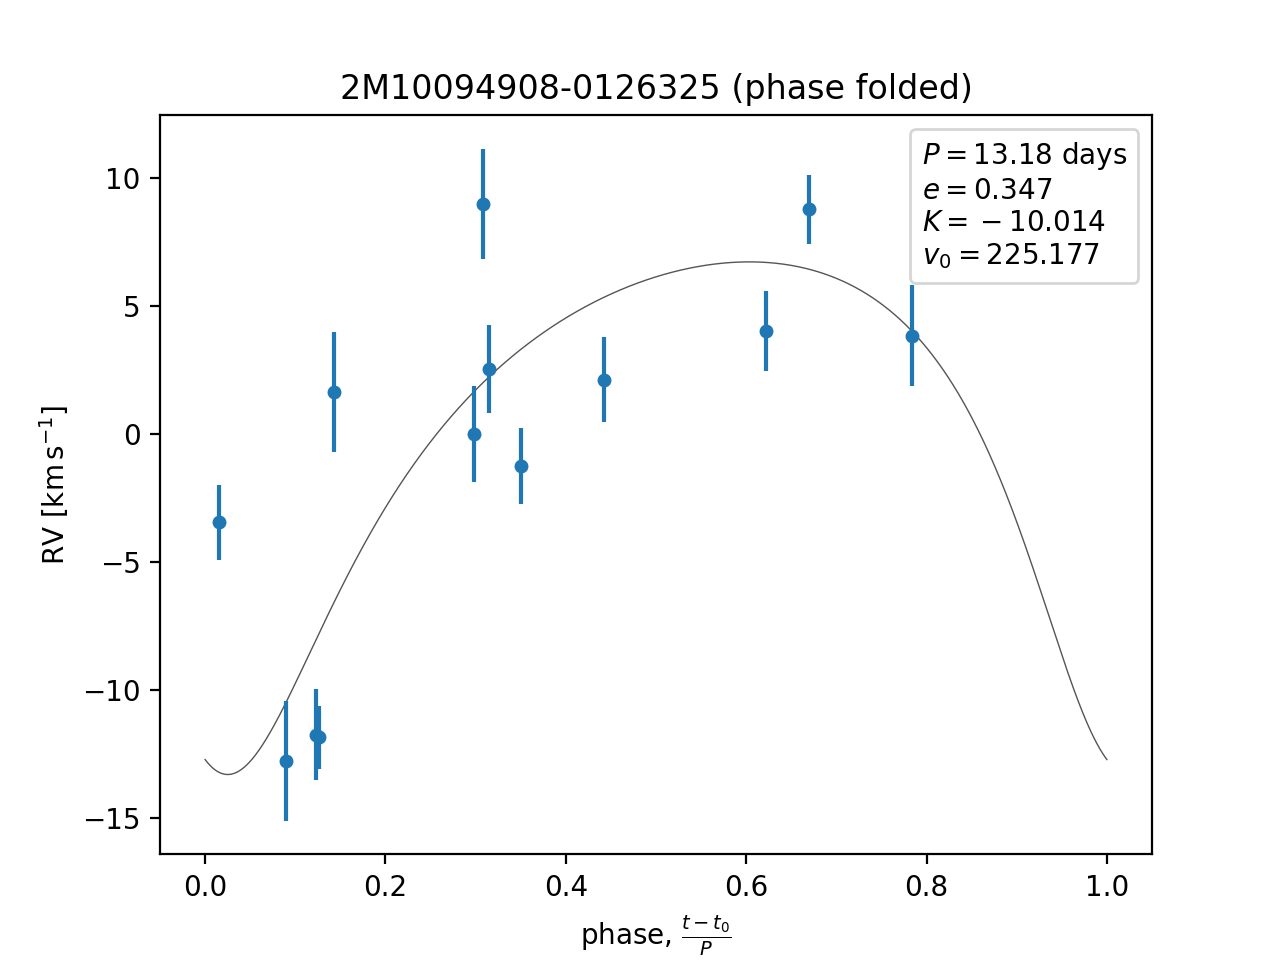 2M10094908-0126325 (phase folded)
P = 13.18 days
e = 0.347
K = −10.014
v₀ = 225.177
RV [km s⁻¹]
10
5
0
−5
−10
−15
0.0 0.2 0.4 0.6 0.8 1.0
phase, (t − t₀)/P